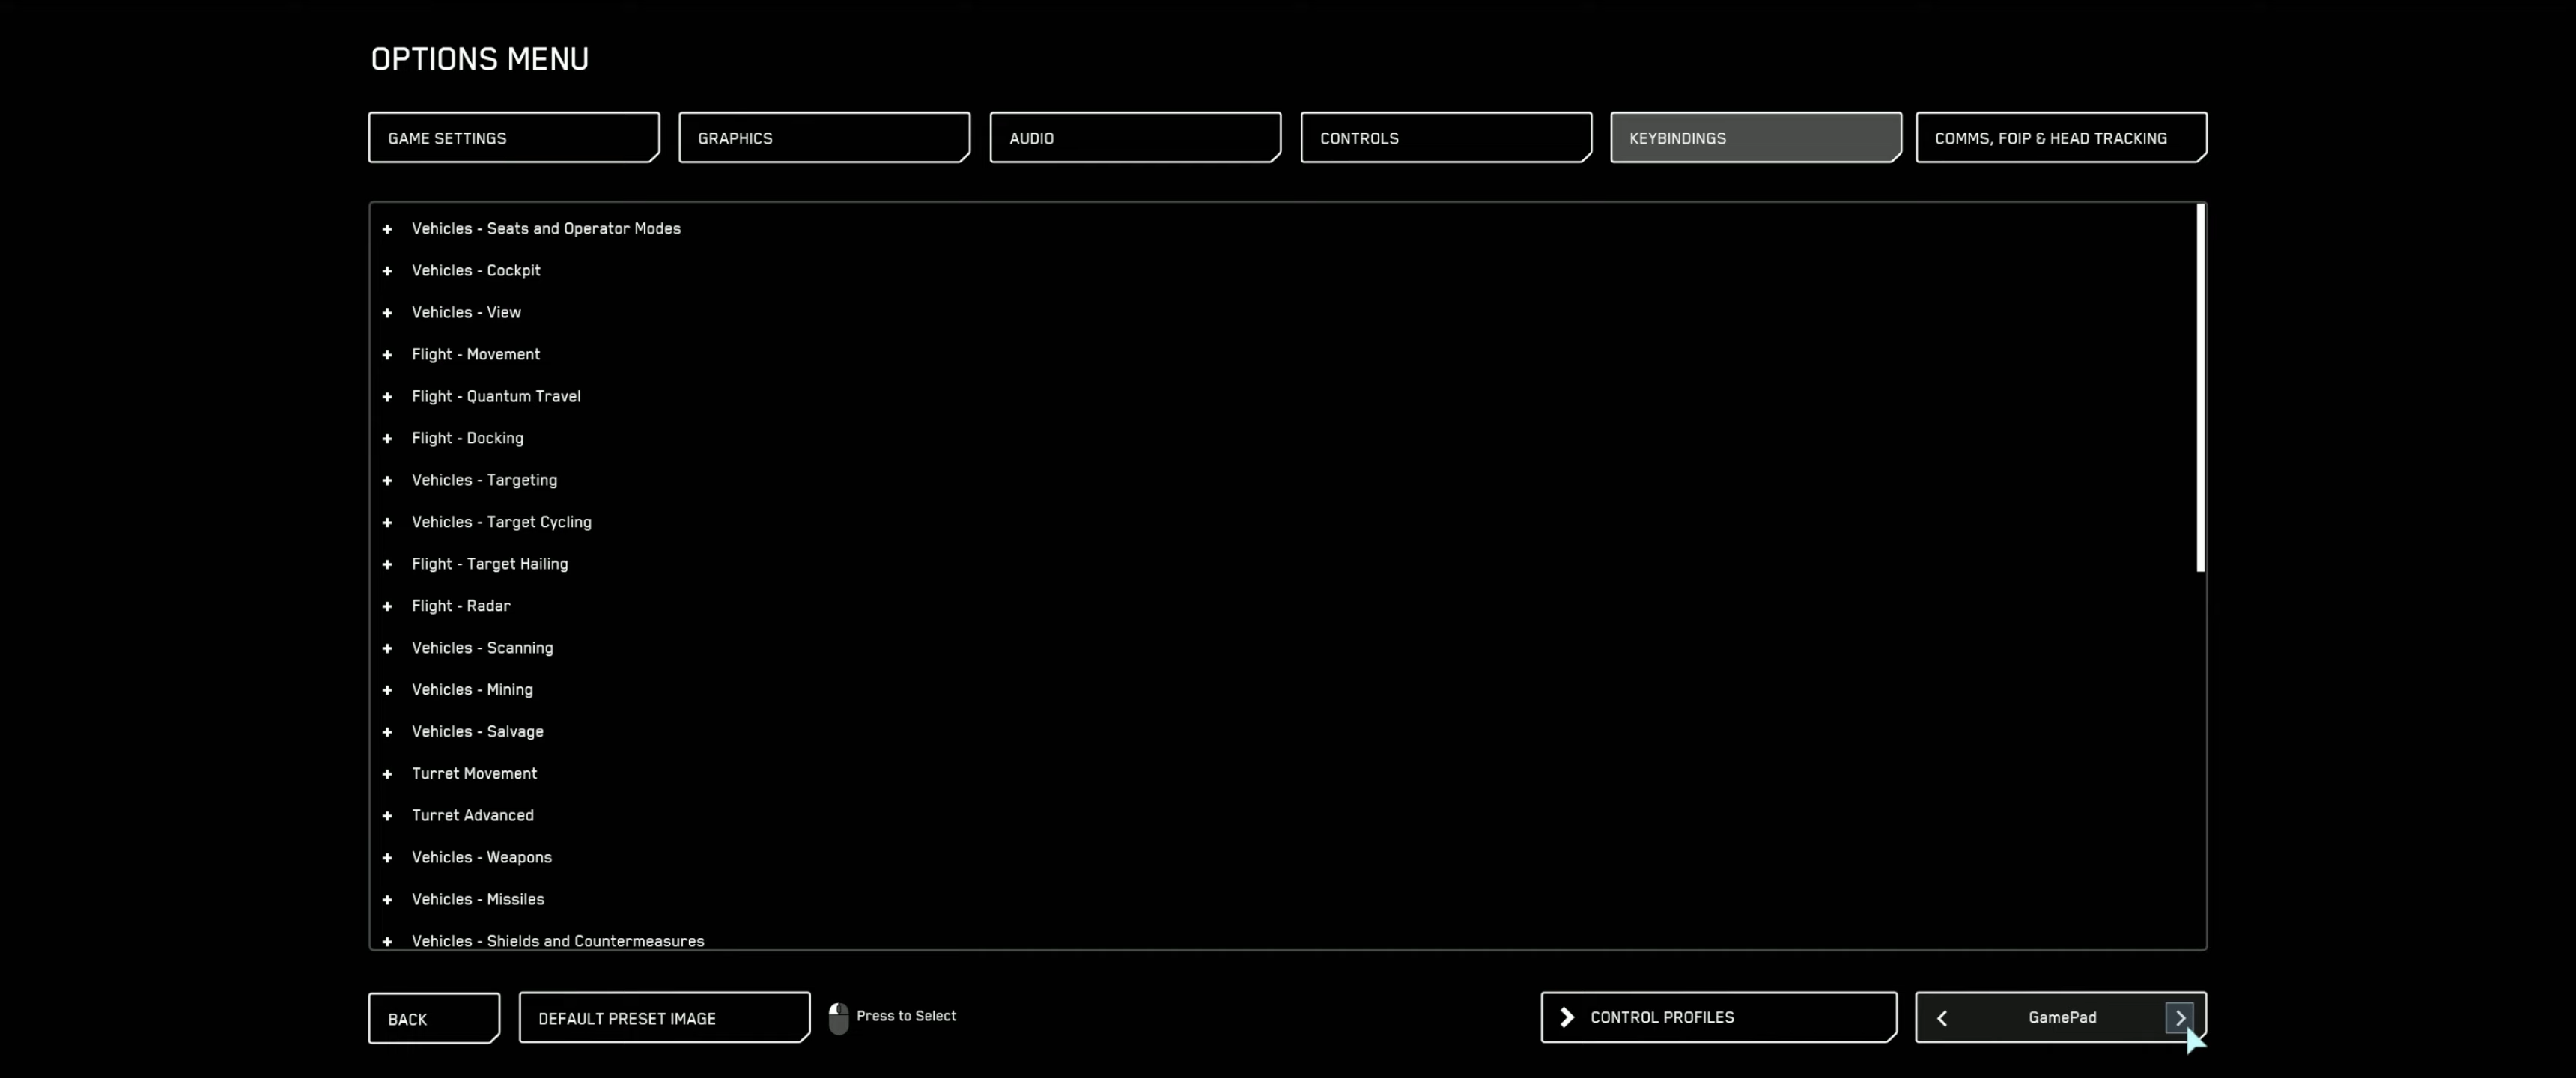 OPTIONS MENU
GAME SETTINGS
GRAPHICS
AUDIO
CONTROLS
KEYBINDINGS
COMMS, FOIP & HEAD TRACKING
+ Vehicles - Seats and Operator Modes
+ Vehicles - Cockpit
+ Vehicles - View
+ Flight - Movement
+ Flight - Quantum Travel
+ Flight - Docking
+ Vehicles - Targeting
+ Vehicles - Target Cycling
+ Flight - Target Hailing
+ Flight - Radar
+ Vehicles - Scanning
+ Vehicles - Mining
+ Vehicles - Salvage
+ Turret Movement
+ Turret Advanced
+ Vehicles - Weapons
+ Vehicles - Missiles
+ Vehicles - Shields and Countermeasures
BACK
DEFAULT PRESET IMAGE
Press to Select
CONTROL PROFILES
GamePad